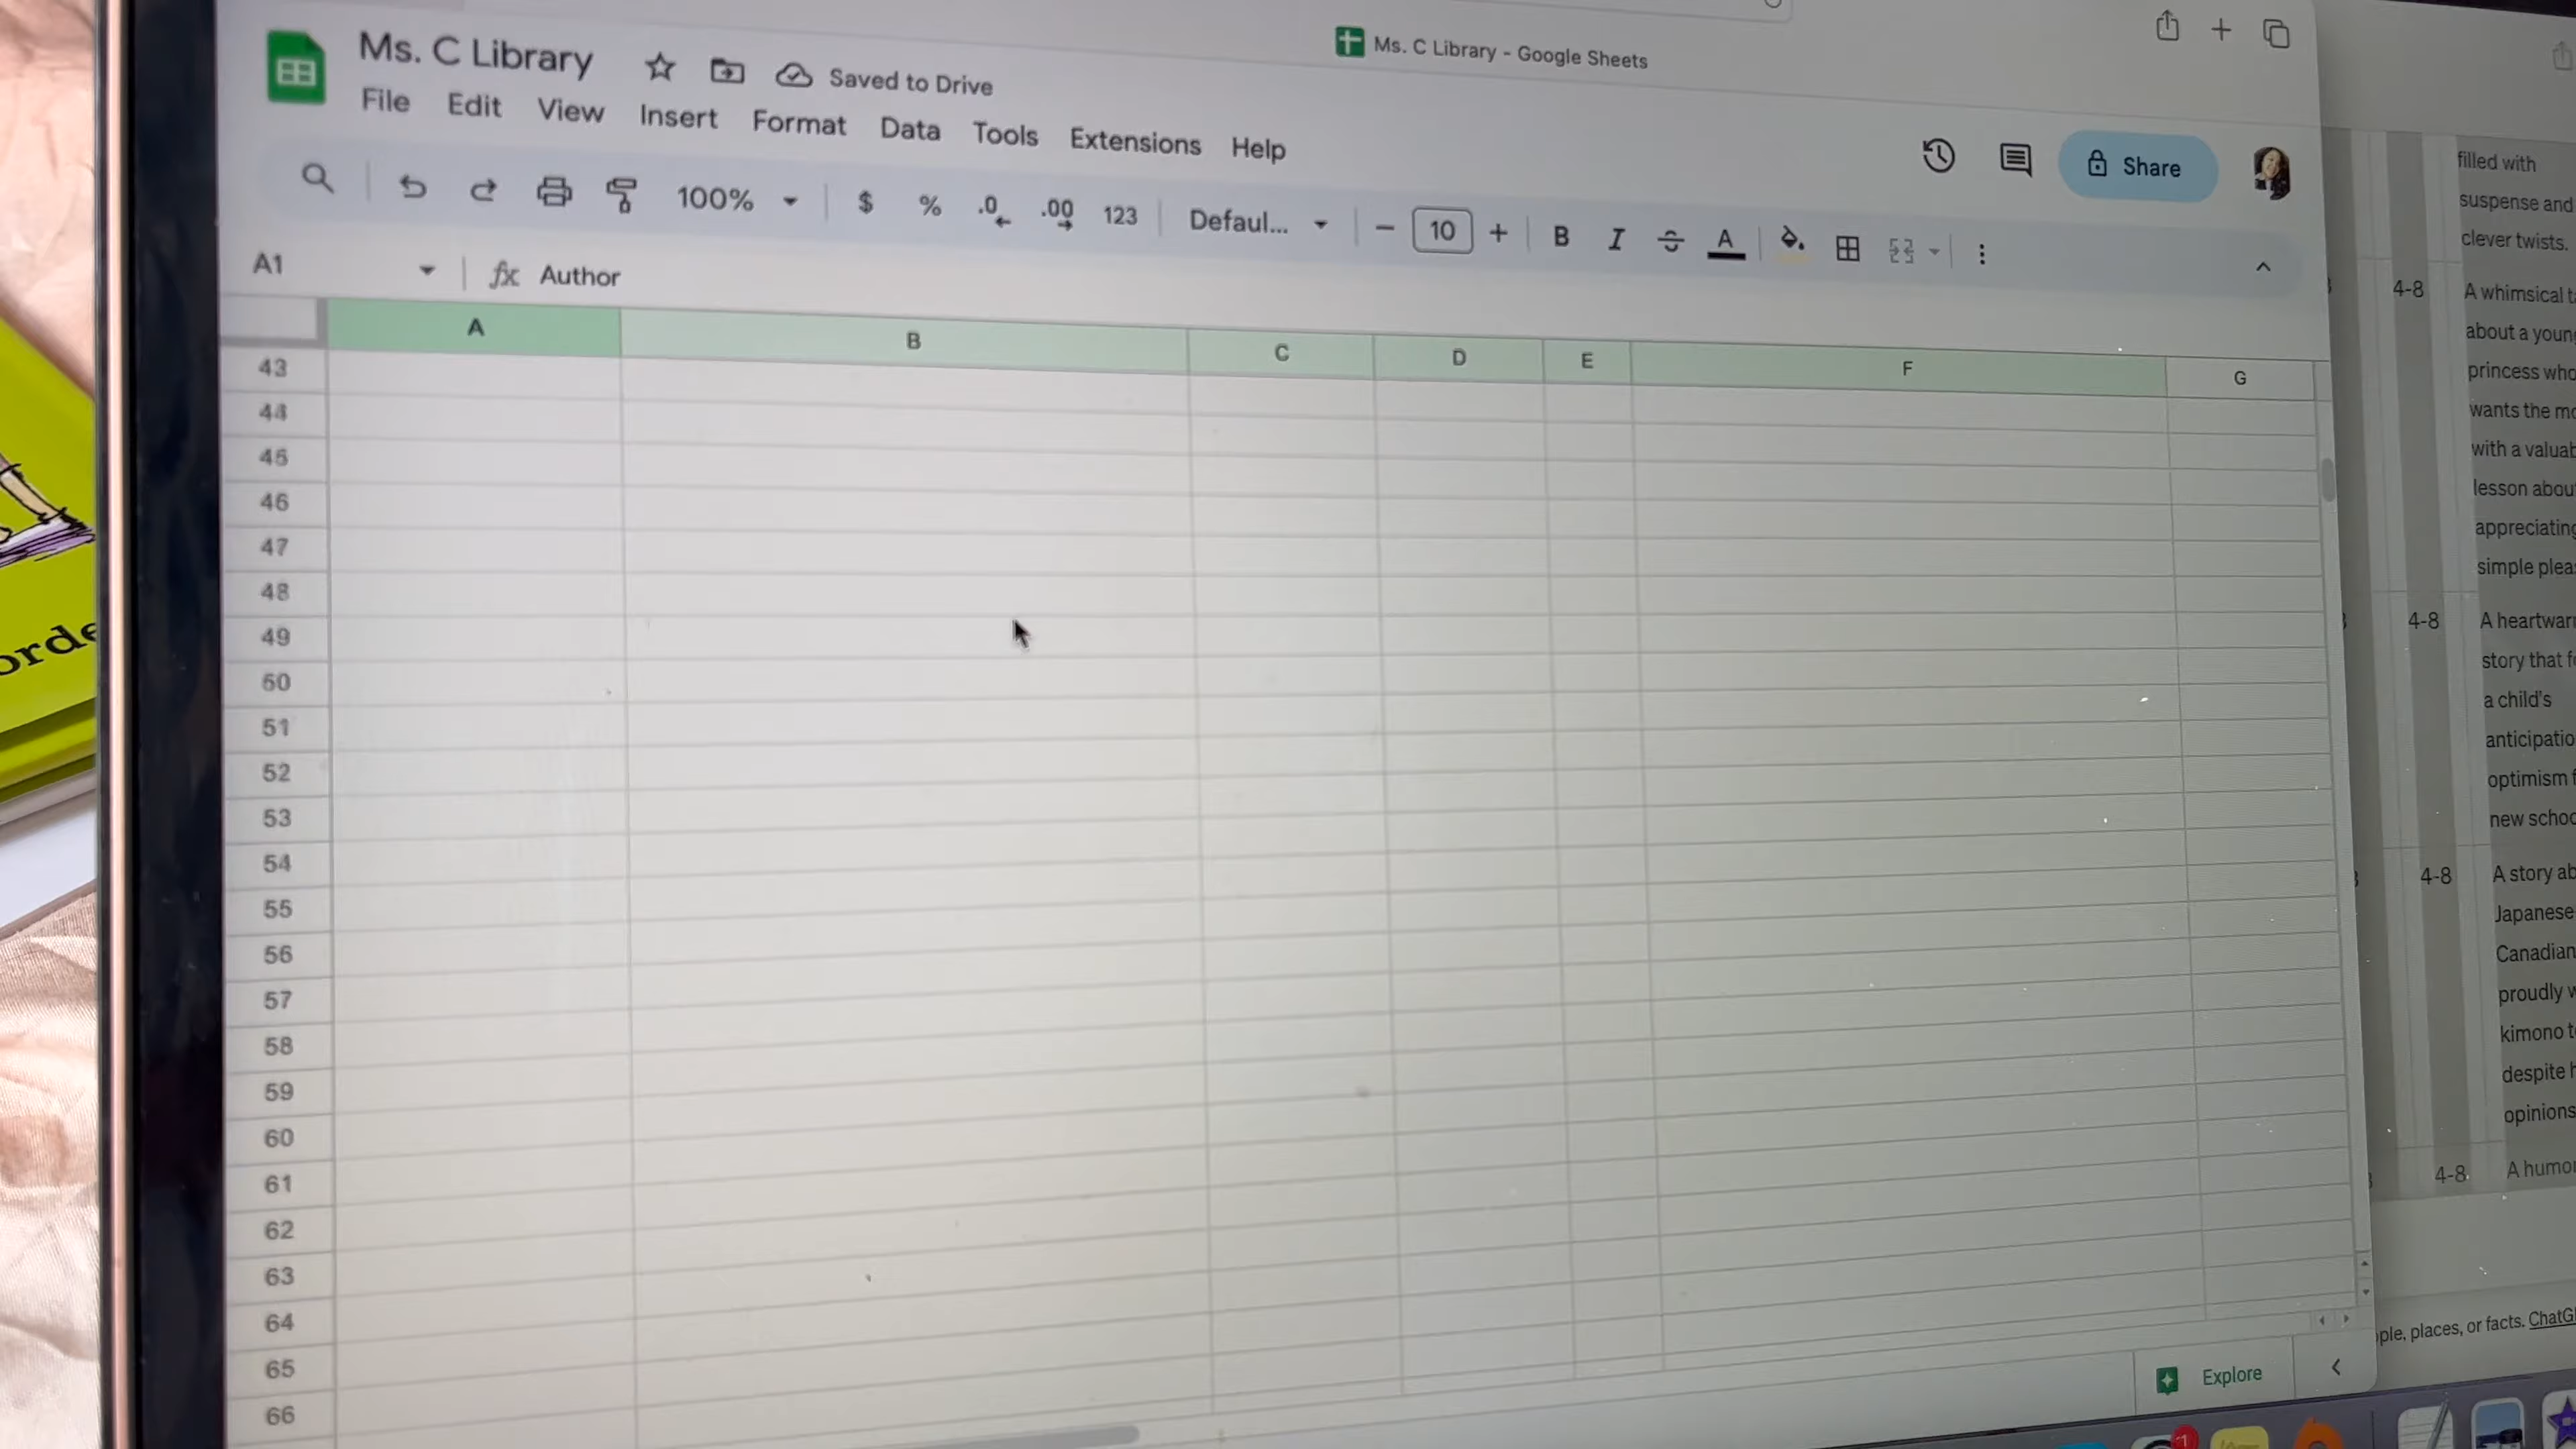 Ms. C Library
Saved to Drive
Ms. C Library - Google Sheets
File Edit View Insert Format Data Tools Extensions Help
Share
100% $ % .0 .00 123 Defaul... − 10 + B I S A
A1 fx Author
A B C D E F G
43
44
45
46
47
48
49
50
51
52
53
54
55
56
57
58
59
60
61
62
63
64
65
66
Explore
filled with
suspense and
clever twists.
4-8 A whimsical
about a
princess who
wants the
with a
lesson
appreciating
simple
4-8 A
story that
a child's
optimism
new
4-8 A story
Japanese
Canadian
proudly
kimono
despite
opinions
4-8 A
places, or facts.